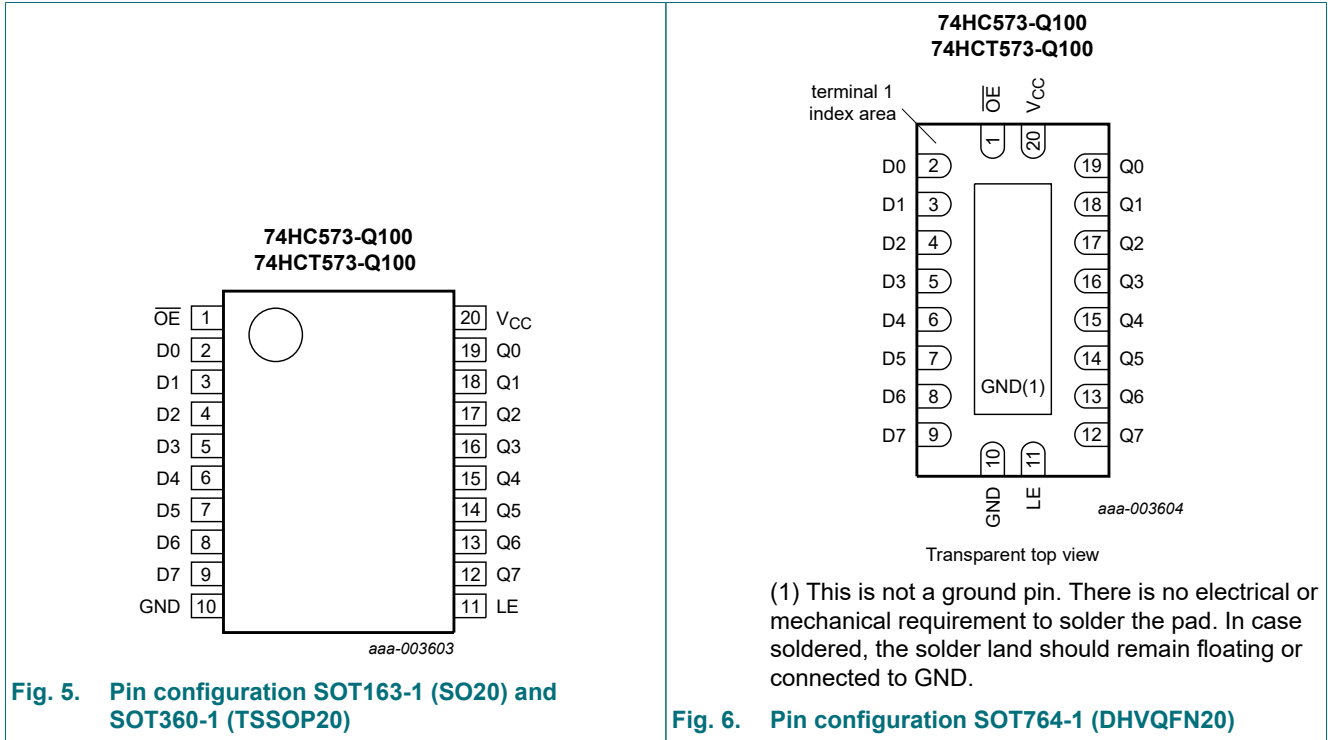 74HC573-Q100
74HCT573-Q100
OE 1
D0 2
D1 3
D2 4
D3 5
D4 6
D5 7
D6 8
D7 9
GND 10
20 VCC
19 Q0
18 Q1
17 Q2
16 Q3
15 Q4
14 Q5
13 Q6
12 Q7
11 LE
aaa-003603
Fig. 5. Pin configuration SOT163-1 (SO20) and
SOT360-1 (TSSOP20)
74HC573-Q100
74HCT573-Q100
terminal 1
index area
OE
VCC
1
20
D0 2
D1 3
D2 4
D3 5
D4 6
D5 7
D6 8
D7 9
19 Q0
18 Q1
17 Q2
16 Q3
15 Q4
14 Q5
13 Q6
12 Q7
GND(1)
10
11
GND
LE
aaa-003604
Transparent top view
(1) This is not a ground pin. There is no electrical or
mechanical requirement to solder the pad. In case
soldered, the solder land should remain floating or
connected to GND.
Fig. 6. Pin configuration SOT764-1 (DHVQFN20)